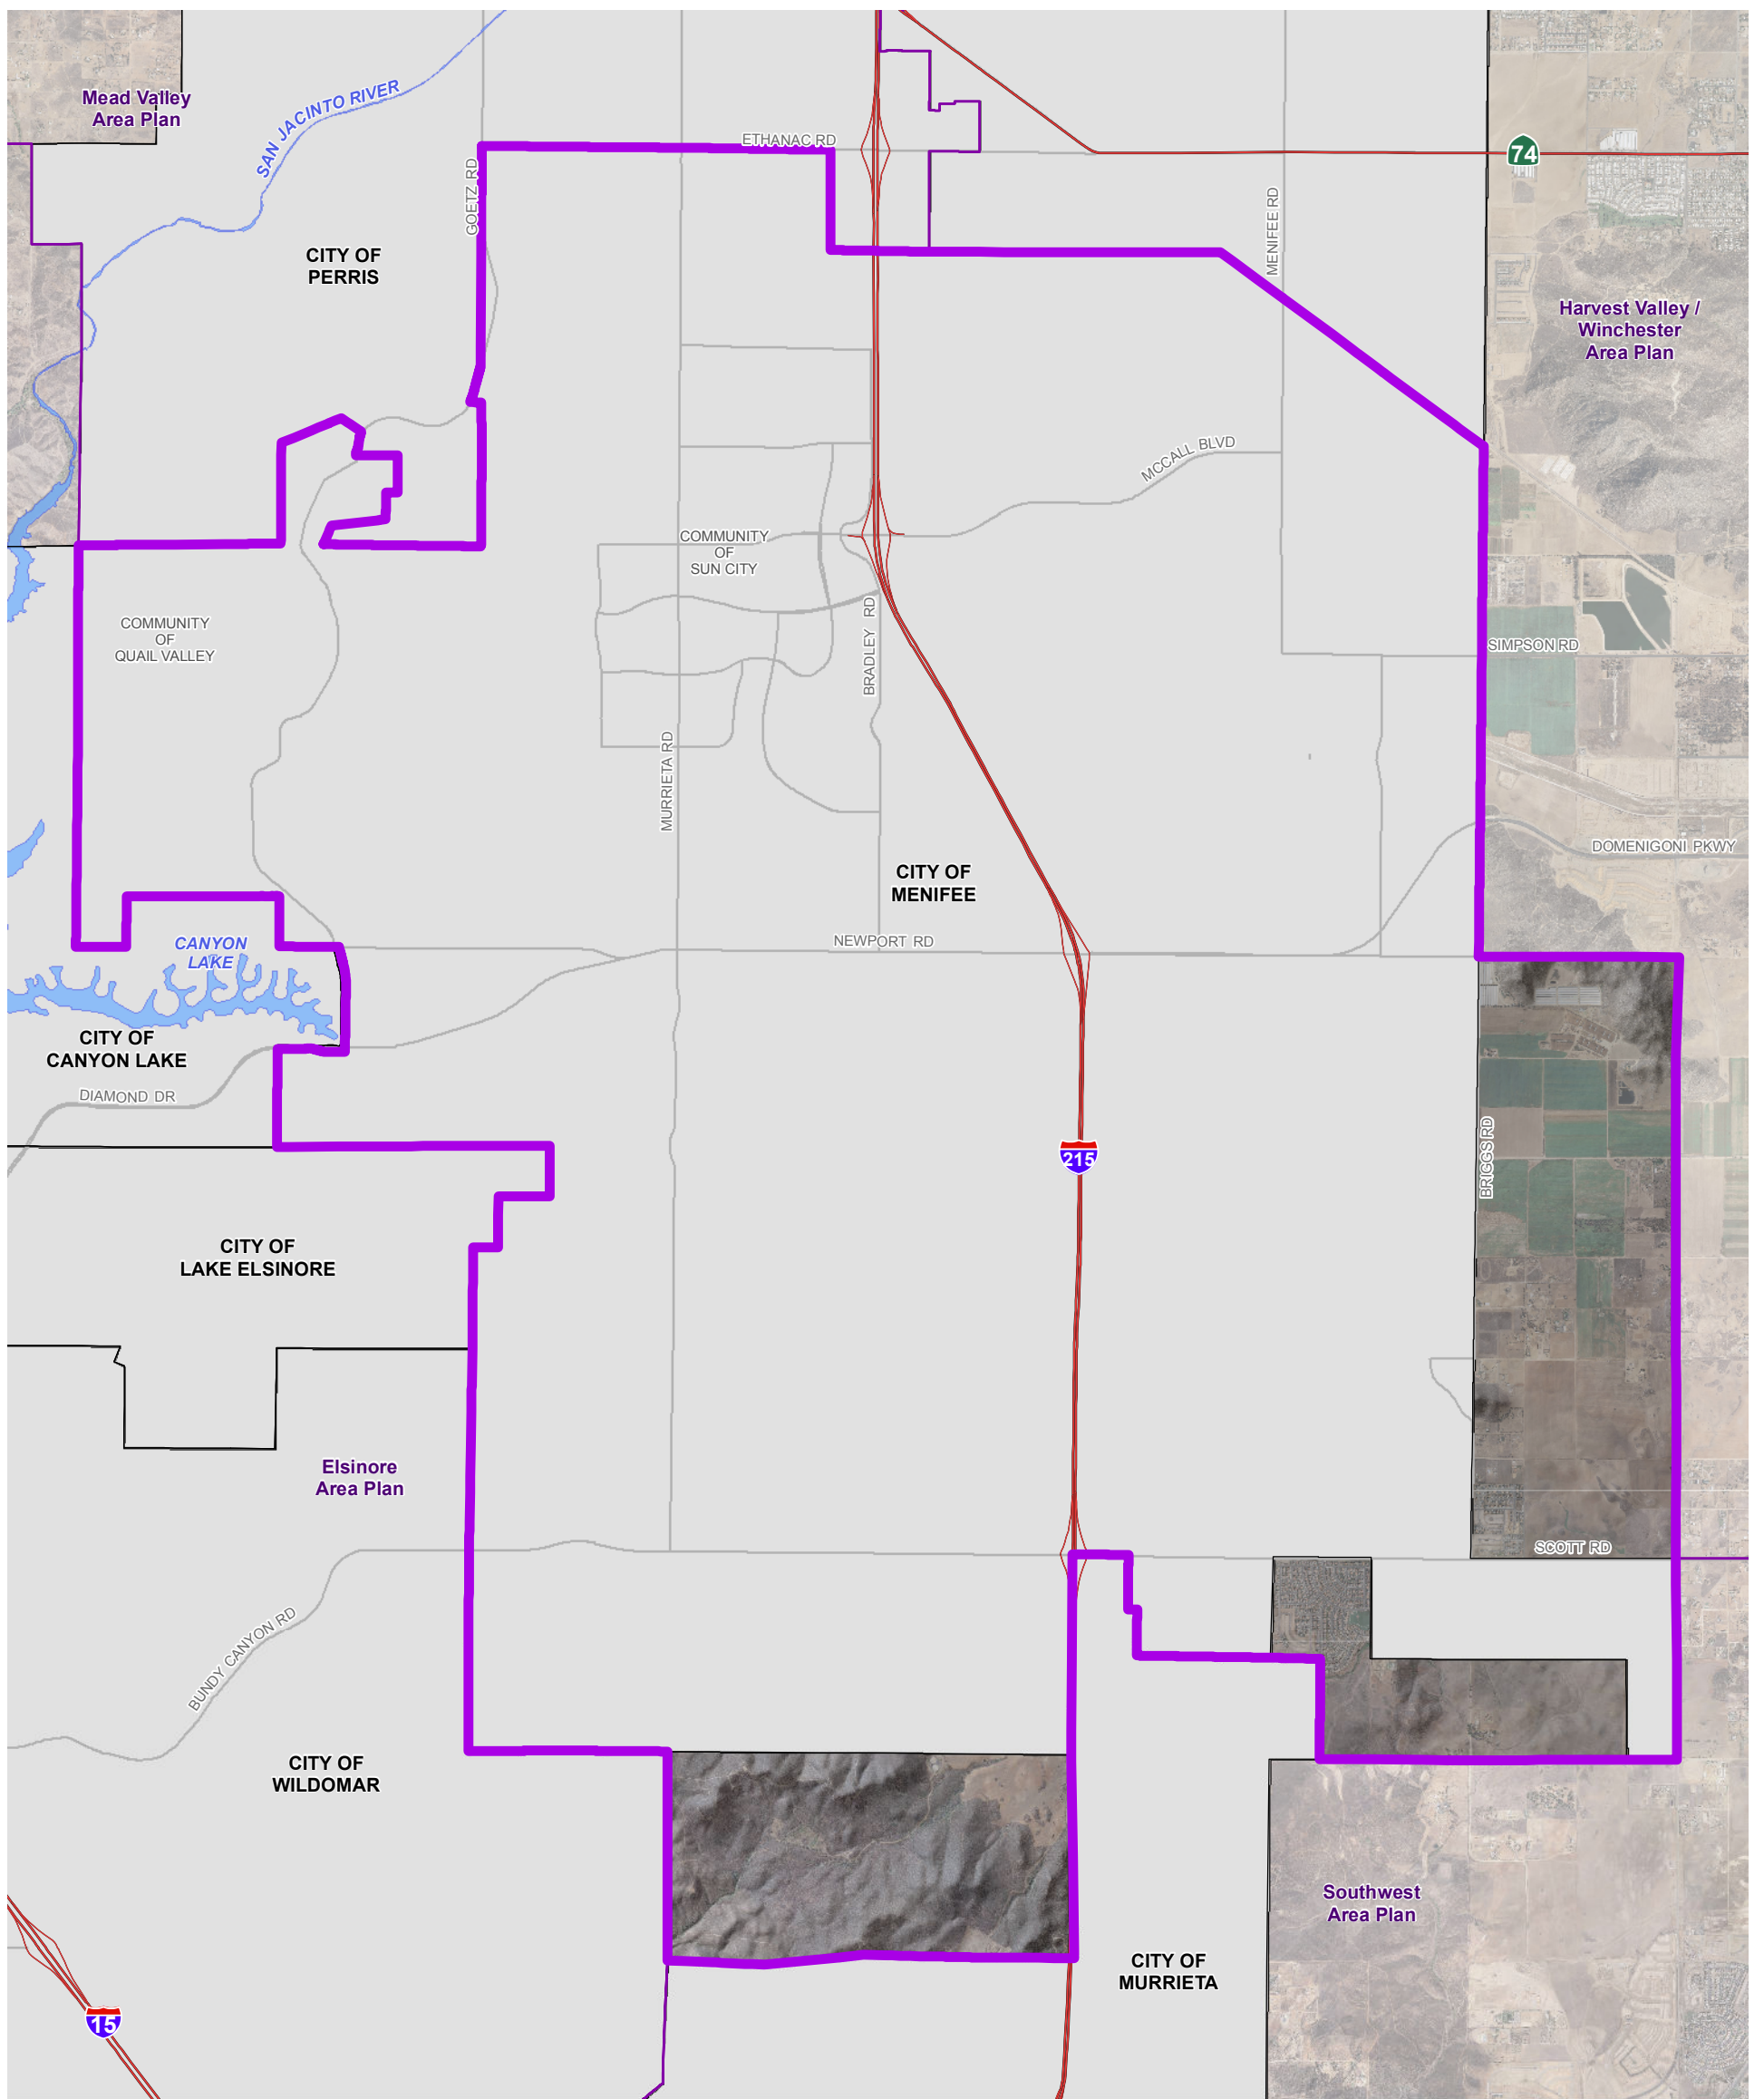 Mead Valley
Area Plan
SAN JACINTO RIVER
ETHANAC RD
GOETZ RD
74
MENIFEE RD
CITY OF
PERRIS
Harvest Valley /
Winchester
Area Plan
MCCALL BLVD
COMMUNITY
OF
SUN CITY
COMMUNITY
OF
QUAIL VALLEY
BRADLEY RD
SIMPSON RD
MURRIETA RD
DOMENIGONI PKWY
CITY OF
MENIFEE
NEWPORT RD
CANYON
LAKE
CITY OF
CANYON LAKE
DIAMOND DR
215
BRIGGS RD
CITY OF
LAKE ELSINORE
Elsinore
Area Plan
SCOTT RD
BUNDY CANYON RD
CITY OF
WILDOMAR
Southwest
Area Plan
CITY OF
MURRIETA
15